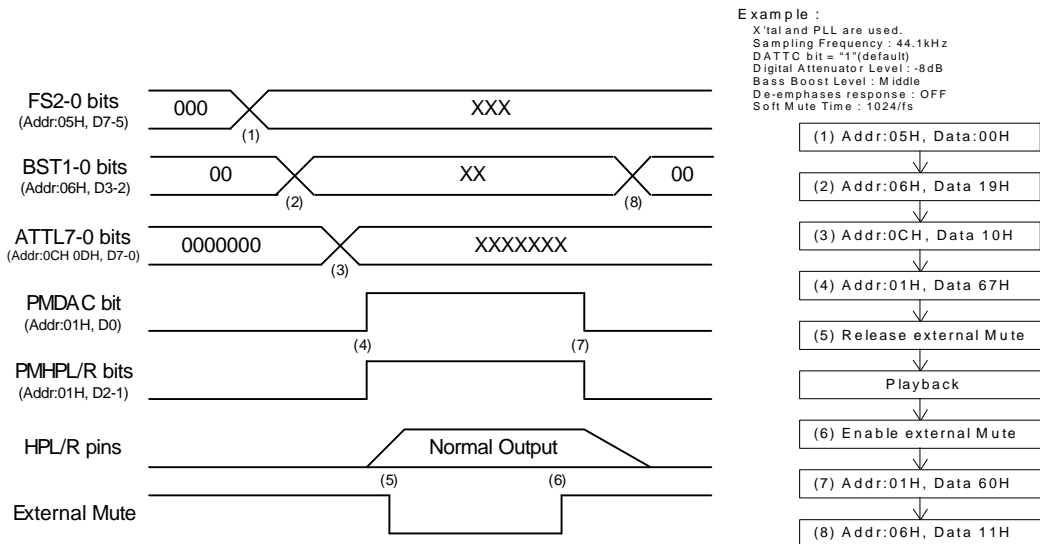 FS2-0 bits
(Addr:05H, D7-5)
000
XXX
(1)
BST1-0 bits
(Addr:06H, D3-2)
00
XX
00
(2)
(8)
ATTL7-0 bits
(Addr:0CH 0DH, D7-0)
0000000
XXXXXXX
(3)
PMDAC bit
(Addr:01H, D0)
(4)
(7)
PMHPL/R bits
(Addr:01H, D2-1)
HPL/R pins
Normal Output
(5)
(6)
External Mute
Example :
X'tal and PLL are used.
Sampling Frequency : 44.1kHz
DATTC bit = “1”(default)
Digital Attenuator Level : -8dB
Bass Boost Level : Middle
De-emphases response : OFF
Soft Mute Time : 1024/fs
(1) Addr:05H, Data:00H
(2) Addr:06H, Data 19H
(3) Addr:0CH, Data 10H
(4) Addr:01H, Data 67H
(5) Release external Mute
Playback
(6) Enable external Mute
(7) Addr:01H, Data 60H
(8) Addr:06H, Data 11H